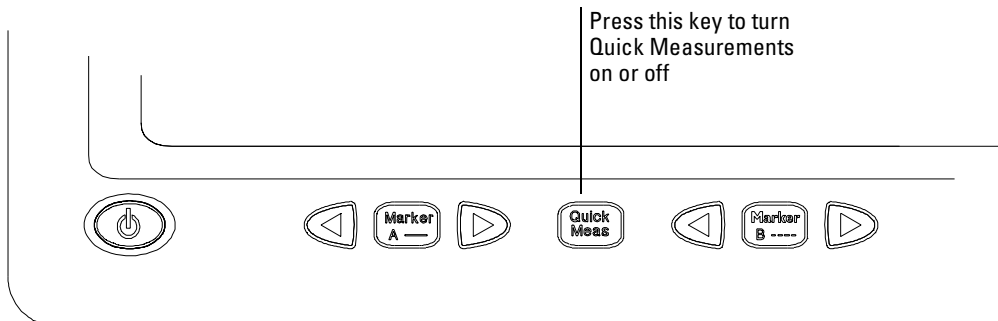 Press this key to turn
Quick Measurements
on or off
Marker
A —
Quick
Meas
Marker
B ----